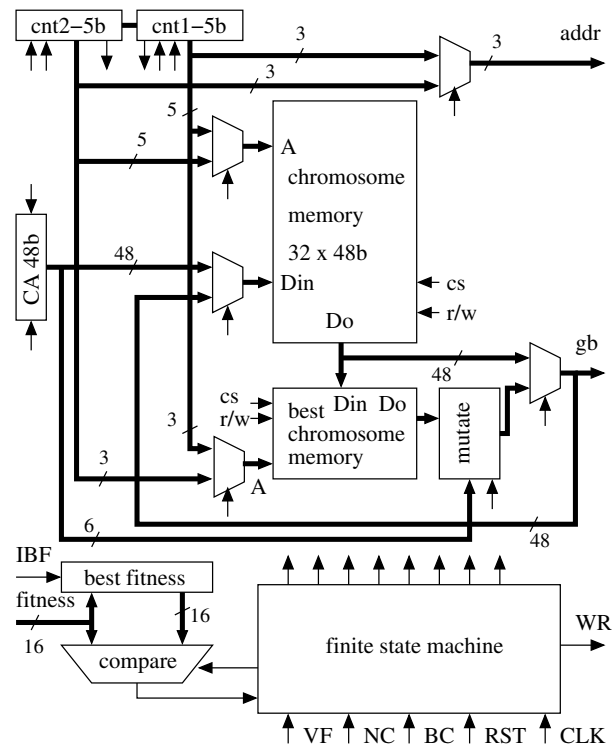 cnt2−5b
cnt1−5b
3
3
3
addr
5
5
A
chromosome
memory
32 x 48b
CA 48b
48
Din
cs
r/w
Do
48
gb
cs
r/w
Din Do
best
chromosome
memory
mutate
3
3
A
6
48
IBF
best fitness
fitness
16
16
compare
finite state machine
WR
VF
NC
BC
RST
CLK